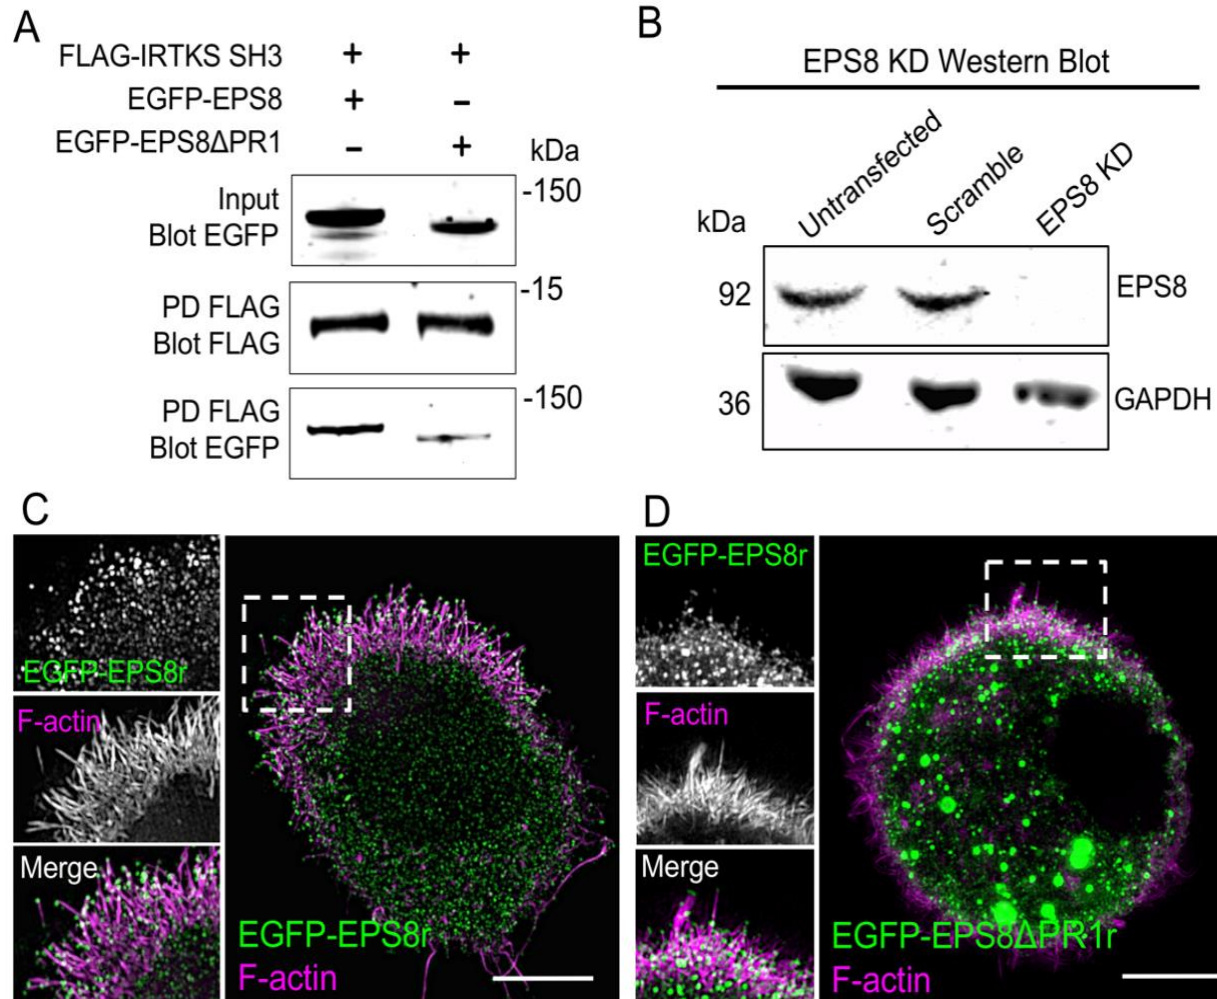 A
FLAG-IRTKS SH3 + +
EGFP-EPS8 + -
EGFP-EPS8ΔPR1 - +
kDa
Input
Blot EGFP
-150
PD FLAG
Blot FLAG
-15
PD FLAG
Blot EGFP
-150
B
EPS8 KD Western Blot
kDa
Untransfected
Scramble
EPS8 KD
92
EPS8
36
GAPDH
C
EGFP-EPS8r
F-actin
Merge
EGFP-EPS8r
F-actin
D
EGFP-EPS8r
F-actin
Merge
EGFP-EPS8ΔPR1r
F-actin